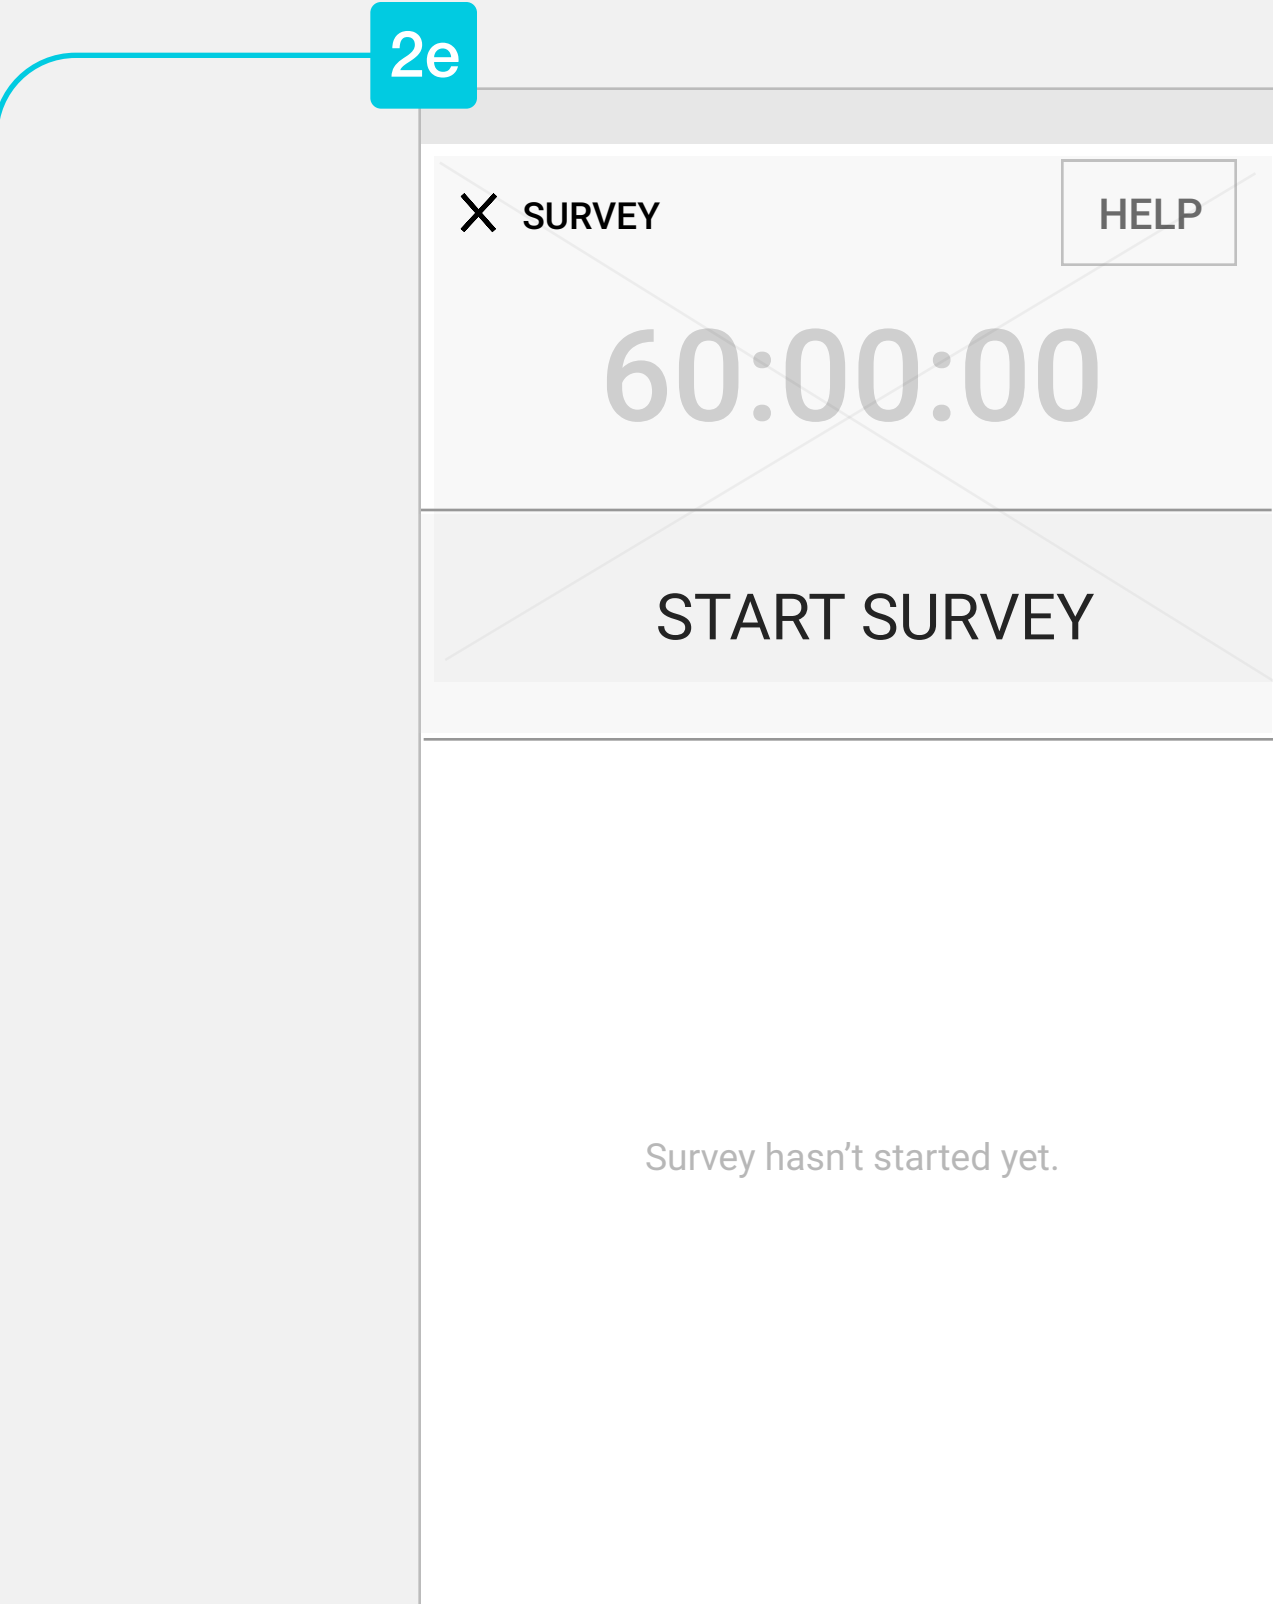 2e
SURVEY
HELP
60:00:00
START SURVEY
Survey hasn’t started yet.